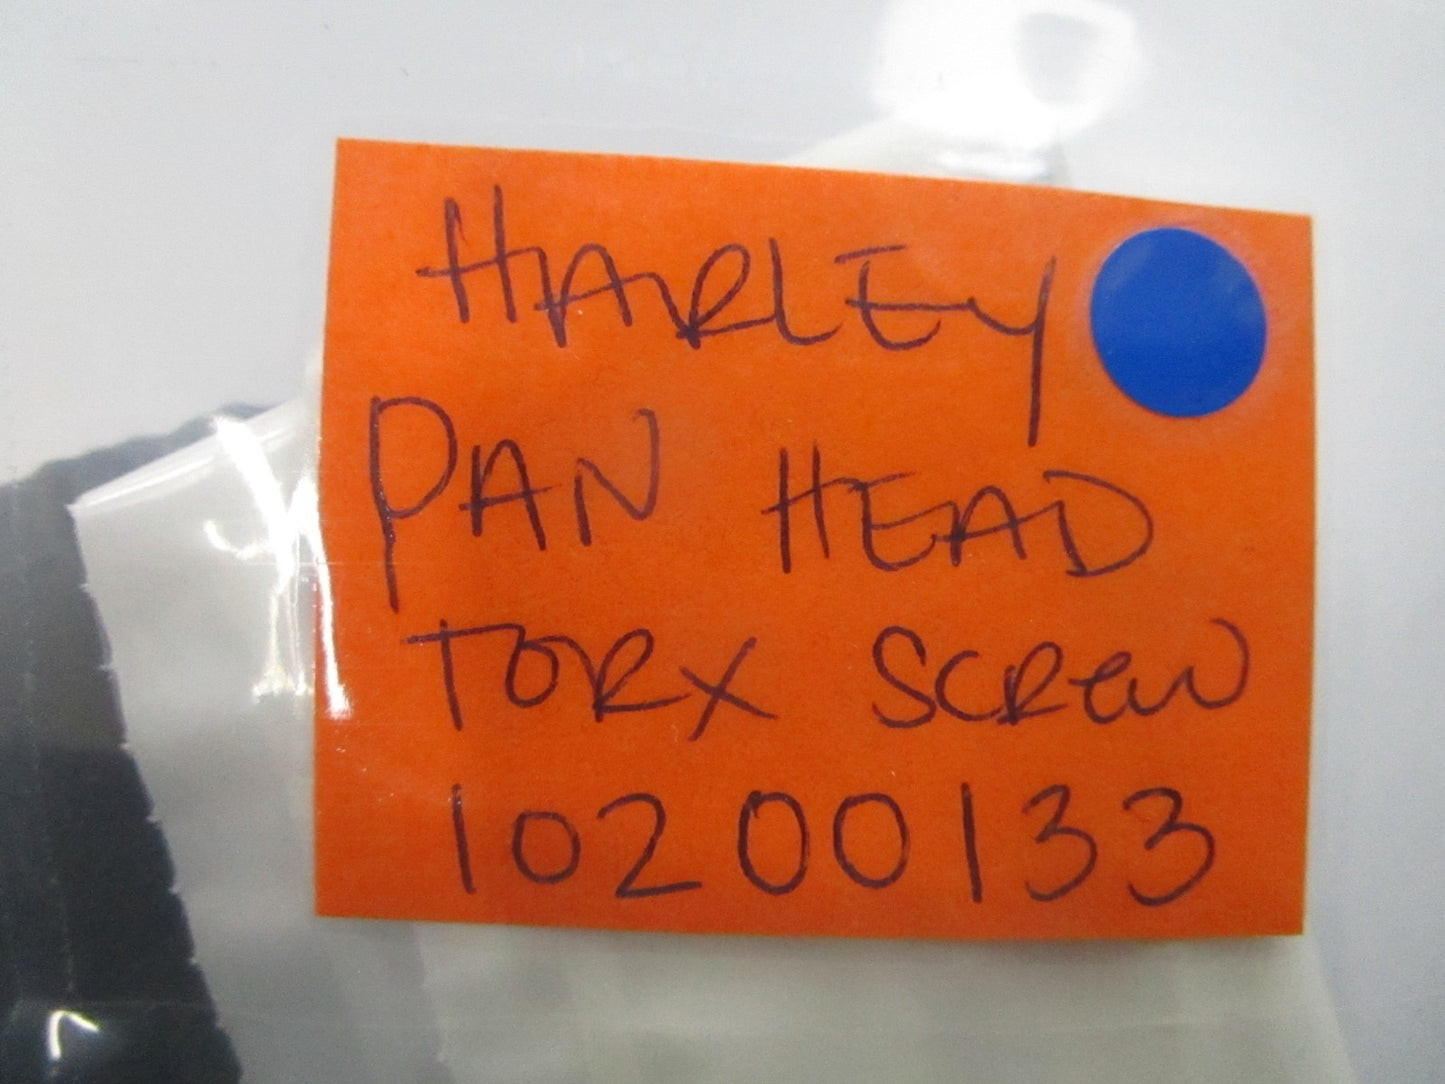 HARLEY
PAN HEAD
TORX SCREW
10200133